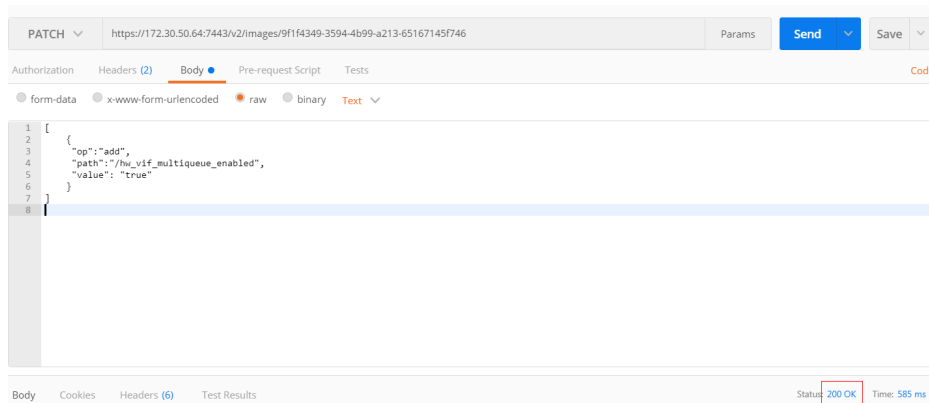 PATCH https://172.30.50.64:7443/v2/images/9f1f4349-3594-4b99-a213-65167145f746 Params Send Save
Authorization Headers (2) Body Pre-request Script Tests Cod
form-data x-www-form-urlencoded raw binary Text
1 [
2 {
3 "op":"add",
4 "path":"/hw_vif_multiqueue_enabled",
5 "value": "true"
6 }
7 ]
8
Body Cookies Headers (6) Test Results Status: 200 OK Time: 585 ms